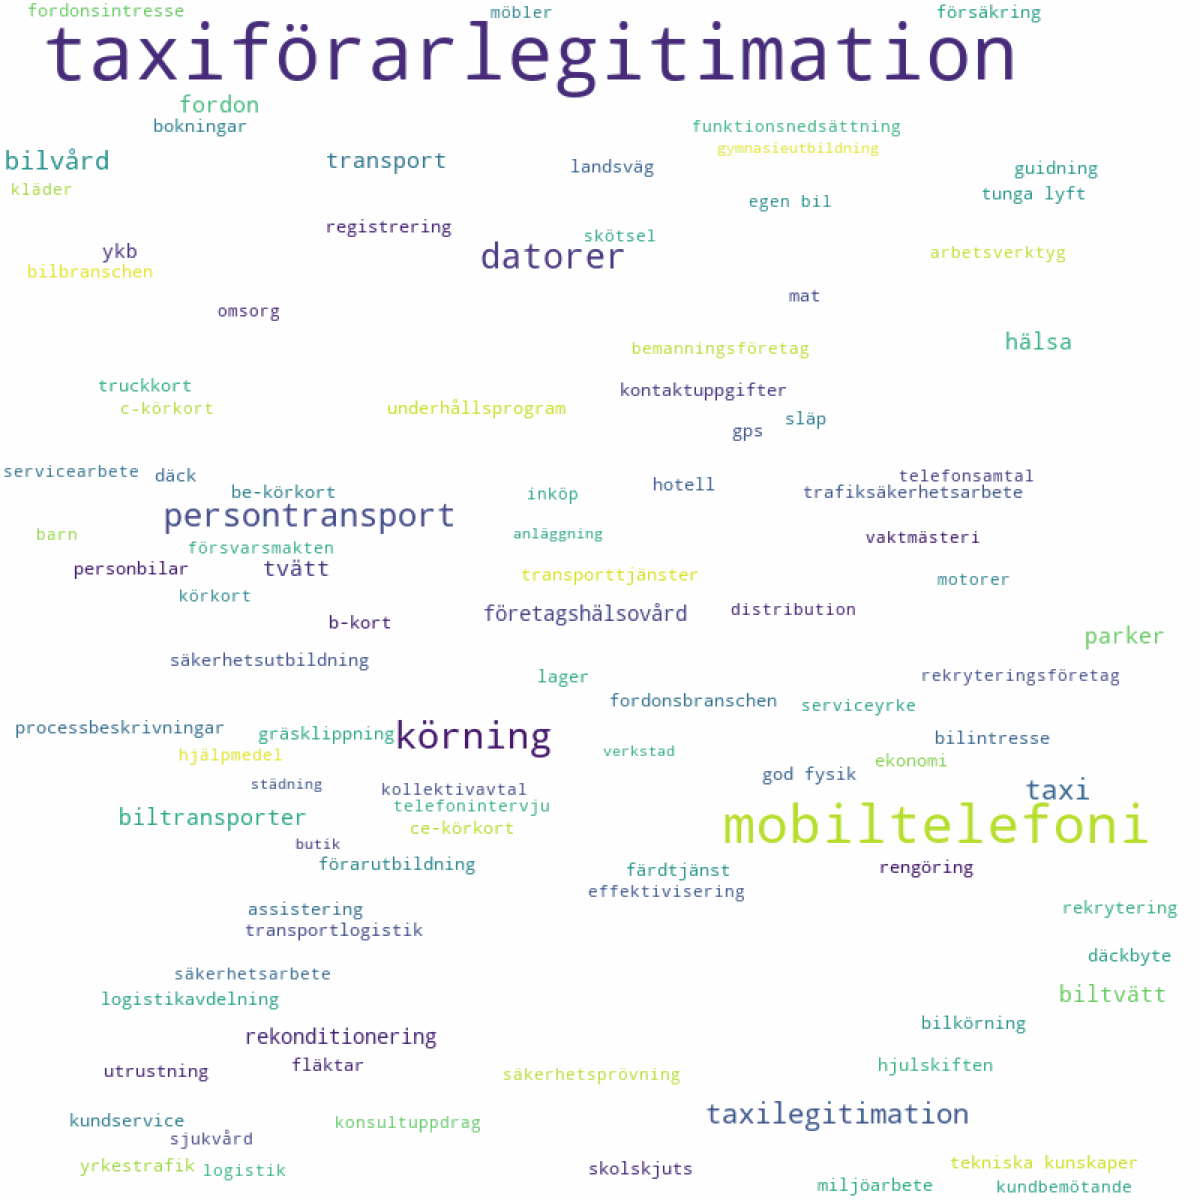 fordonsintresse
möbler
försäkring
taxiförarlegitimation
fordon
bokningar
funktionsnedsättning
gymnasieutbildning
bilvård
transport
landsväg
guidning
kläder
egen bil
tunga lyft
registrering
skötsel
ykb
datorer
arbetsverktyg
bilbranschen
mat
omsorg
hälsa
bemanningsföretag
truckkort
kontaktuppgifter
c-körkort
underhållsprogram
släp
gps
servicearbete
däck
telefonsamtal
be-körkort
inköp
hotell
trafiksäkerhetsarbete
persontransport
barn
anläggning
vaktmästeri
försvarsmakten
personbilar
tvätt
transporttjänster
motorer
körkort
b-kort
företagshälsovård
distribution
parker
säkerhetsutbildning
lager
rekryteringsföretag
fordonsbranschen
serviceyrke
processbeskrivningar
gräsklippning
körning
bilintresse
hjälpmedel
verkstad
ekonomi
städning
kollektivavtal
god fysik
taxi
biltransporter
telefonintervju
mobiltelefoni
ce-körkort
butik
förarutbildning
färdtjänst
rengöring
effektivisering
assistering
rekrytering
transportlogistik
däckbyte
säkerhetsarbete
logistikavdelning
biltvätt
bilkörning
rekonditionering
utrustning
fläktar
säkerhetsprövning
hjulskiften
kundservice
konsultuppdrag
taxilegitimation
sjukvård
yrkestrafik
logistik
skolskjuts
tekniska kunskaper
miljöarbete
kundbemötande